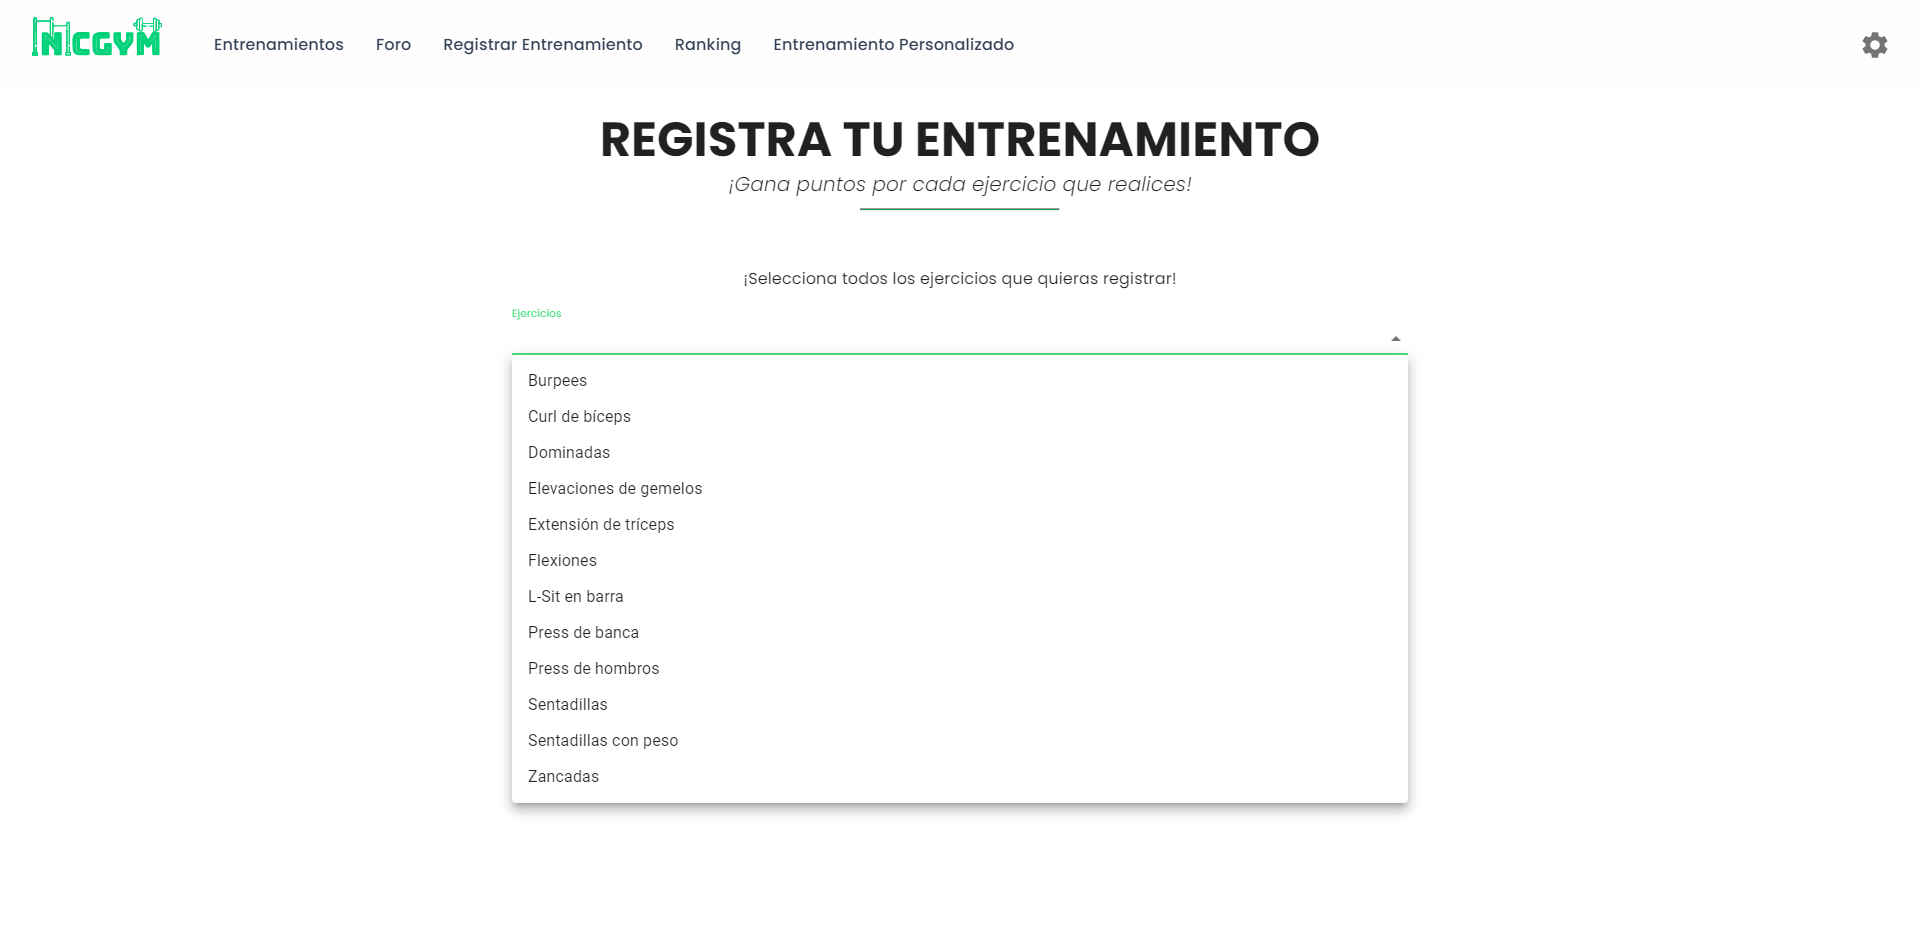 INICGYM
Entrenamientos Foro Registrar Entrenamiento Ranking Entrenamiento Personalizado
REGISTRA TU ENTRENAMIENTO
¡Gana puntos por cada ejercicio que realices!
¡Selecciona todos los ejercicios que quieras registrar!
Ejercicios
Burpees
Curl de bíceps
Dominadas
Elevaciones de gemelos
Extensión de tríceps
Flexiones
L-Sit en barra
Press de banca
Press de hombros
Sentadillas
Sentadillas con peso
Zancadas